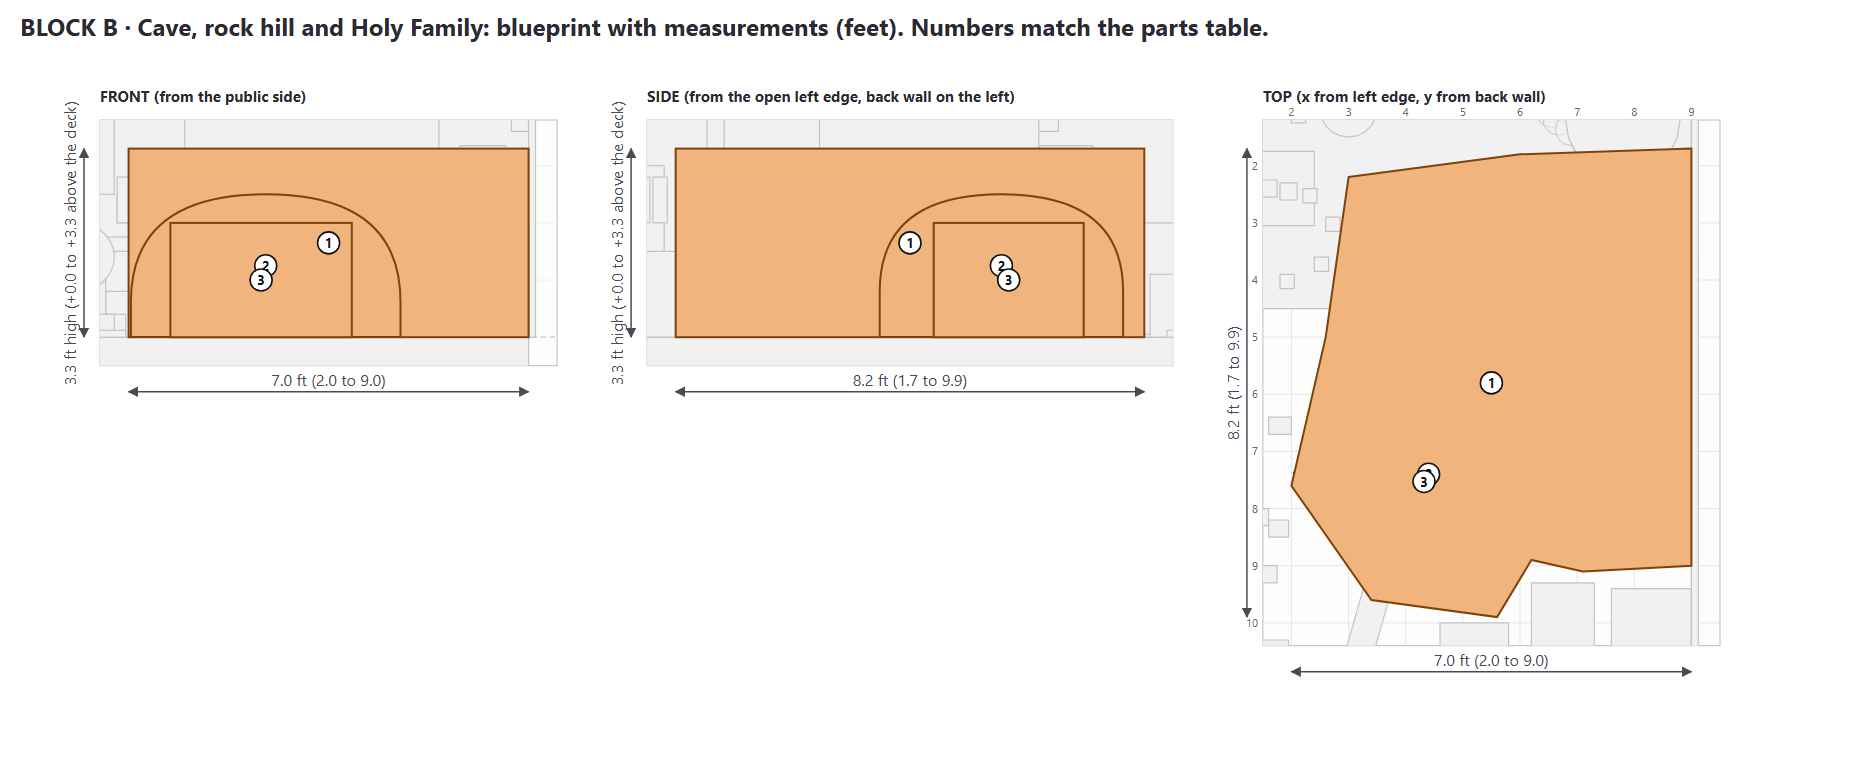 BLOCK B · Cave, rock hill and Holy Family: blueprint with measurements (feet). Numbers match the parts table.
FRONT (from the public side)
3.3 ft high (+0.0 to +3.3 above the deck)
1
2
3
7.0 ft (2.0 to 9.0)
SIDE (from the open left edge, back wall on the left)
3.3 ft high (+0.0 to +3.3 above the deck)
1
2
3
8.2 ft (1.7 to 9.9)
TOP (x from left edge, y from back wall)
2 3 4 5 6 7 8 9
2
3
4
5
6
7
8
9
10
8.2 ft (1.7 to 9.9)
1
3
7.0 ft (2.0 to 9.0)